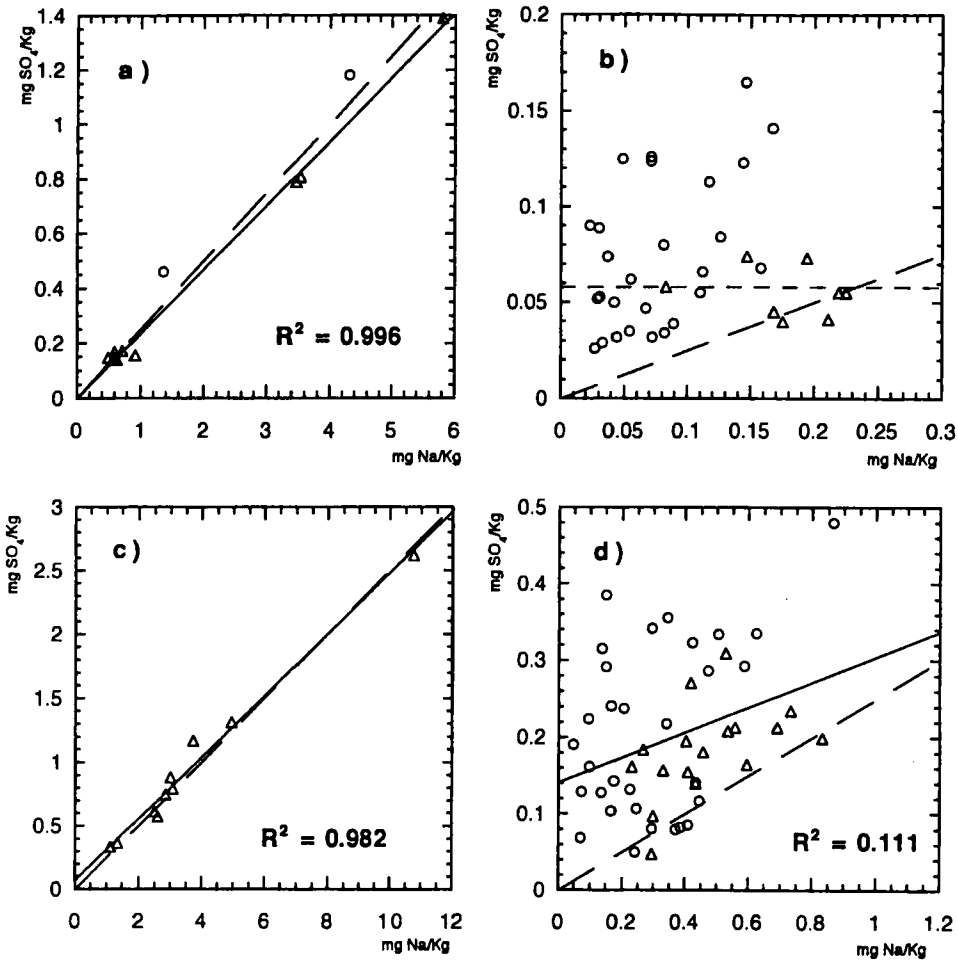 a )
mg SO4/Kg
1.4
1.2
1
0.8
0.6
0.4
0.2
0
R2 = 0.996
0 1 2 3 4 5 6
mg Na/Kg
b )
mg SO4/Kg
0.2
0.15
0.1
0.05
0
0 0.05 0.1 0.15 0.2 0.25 0.3
mg Na/Kg
c )
mg SO4/Kg
3
2.5
2
1.5
1
0.5
0
R2 = 0.982
0 2 4 6 8 10 12
mg Na/Kg
d )
mg SO4/Kg
0.5
0.4
0.3
0.2
0.1
0
R2 = 0.111
0 0.2 0.4 0.6 0.8 1 1.2
mg Na/Kg